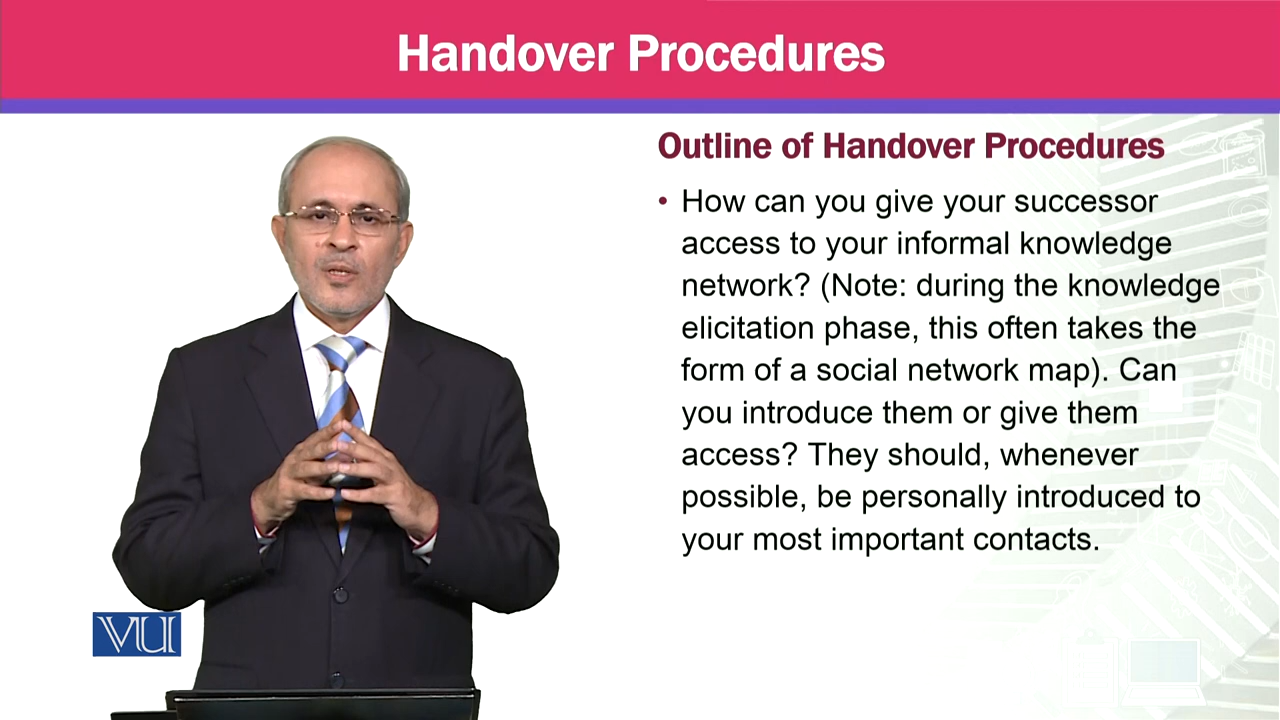 Handover Procedures
Outline of Handover Procedures
• How can you give your successor
access to your informal knowledge
network? (Note: during the knowledge
elicitation phase, this often takes the
form of a social network map). Can
you introduce them or give them
access? They should, whenever
possible, be personally introduced to
your most important contacts.
VU